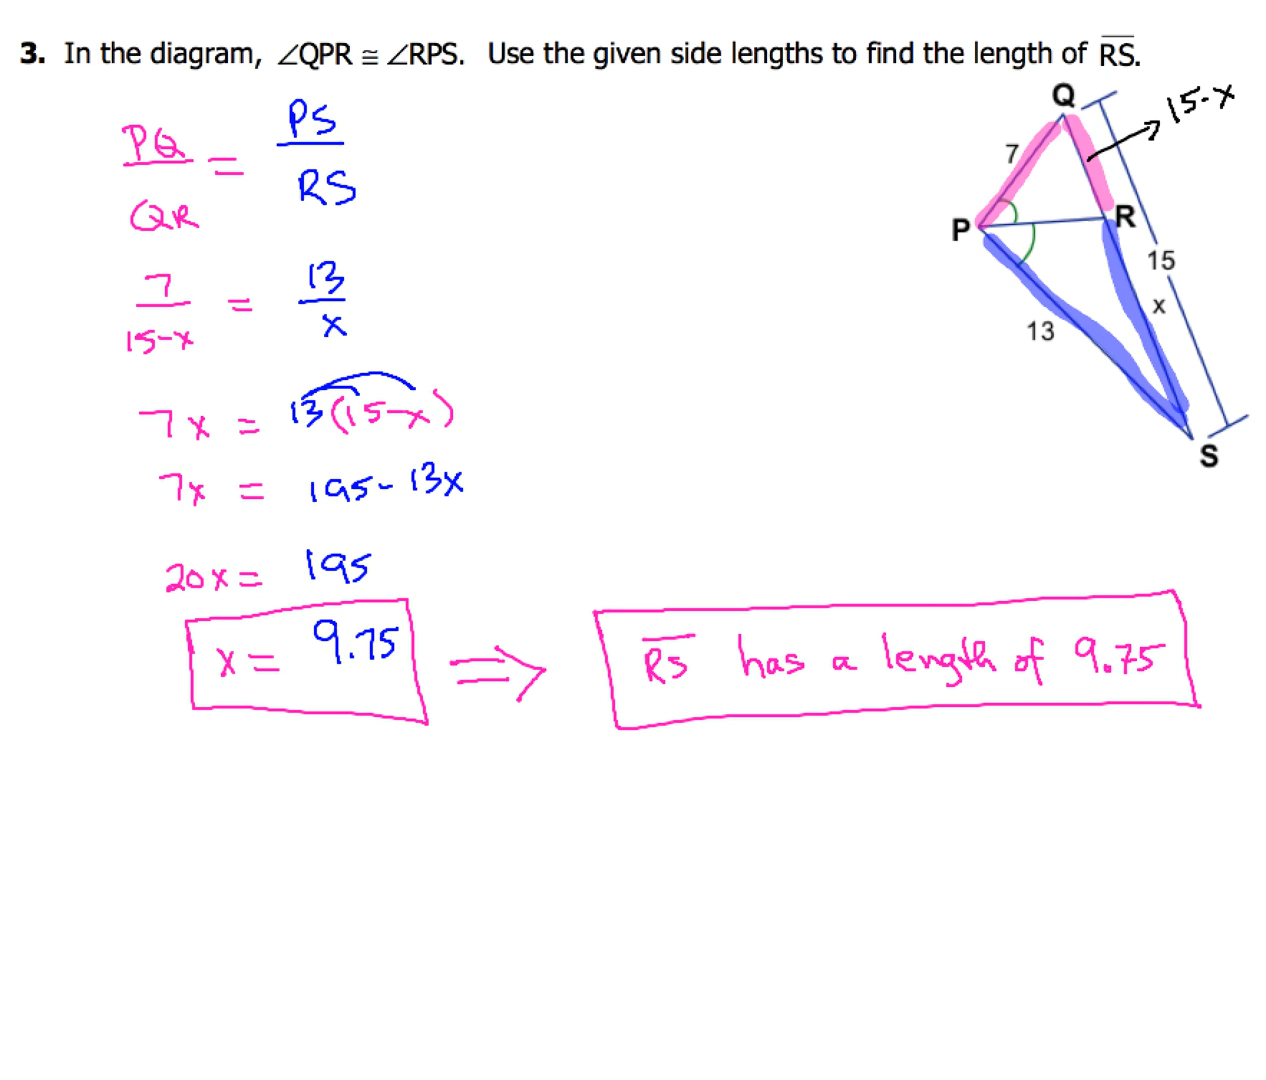 3. In the diagram, ∠QPR ≅ ∠RPS. Use the given side lengths to find the length of RS.
PQ/QR = PS/RS
7/15-x = 13/x
7x = 13(15-x)
7x = 195-13x
20x = 195
x = 9.75 ⇒ RS has a length of 9.75
Q
15-x
7
P
R
15
x
13
S